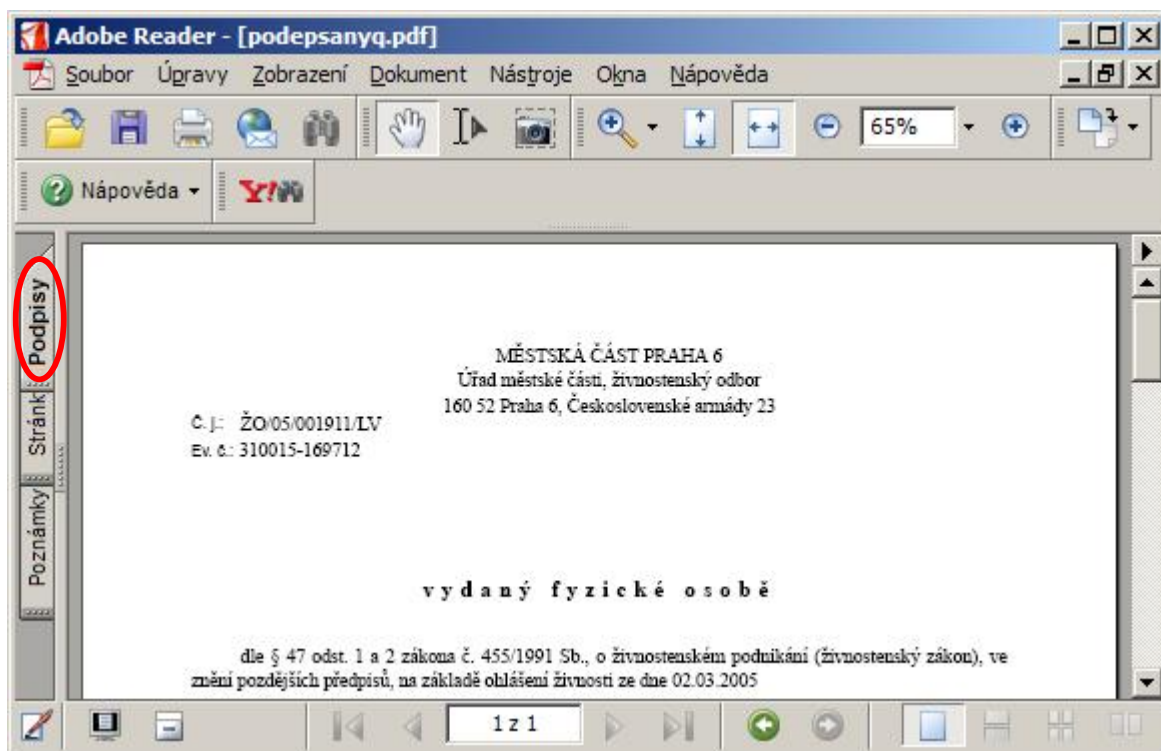 Adobe Reader - [podepsanyq.pdf]
Soubor Úpravy Zobrazení Dokument Nástroje Okna Nápověda
65%
Nápověda Y!
Podpisy
Stránk
Poznámky
MĚSTSKÁ ČÁST PRAHA 6
Úřad městské části, živnostenský odbor
160 52 Praha 6, Československé armády 23
Č. j.: ŽO/05/001911/LV
Ev. č.: 310015-169712
vydaný fyzické osobě
dle § 47 odst. 1 a 2 zákona č. 455/1991 Sb., o živnostenském podnikání (živnostenský zákon), ve
znění pozdějších předpisů, na základě ohlášení živnosti ze dne 02.03.2005
1 z 1